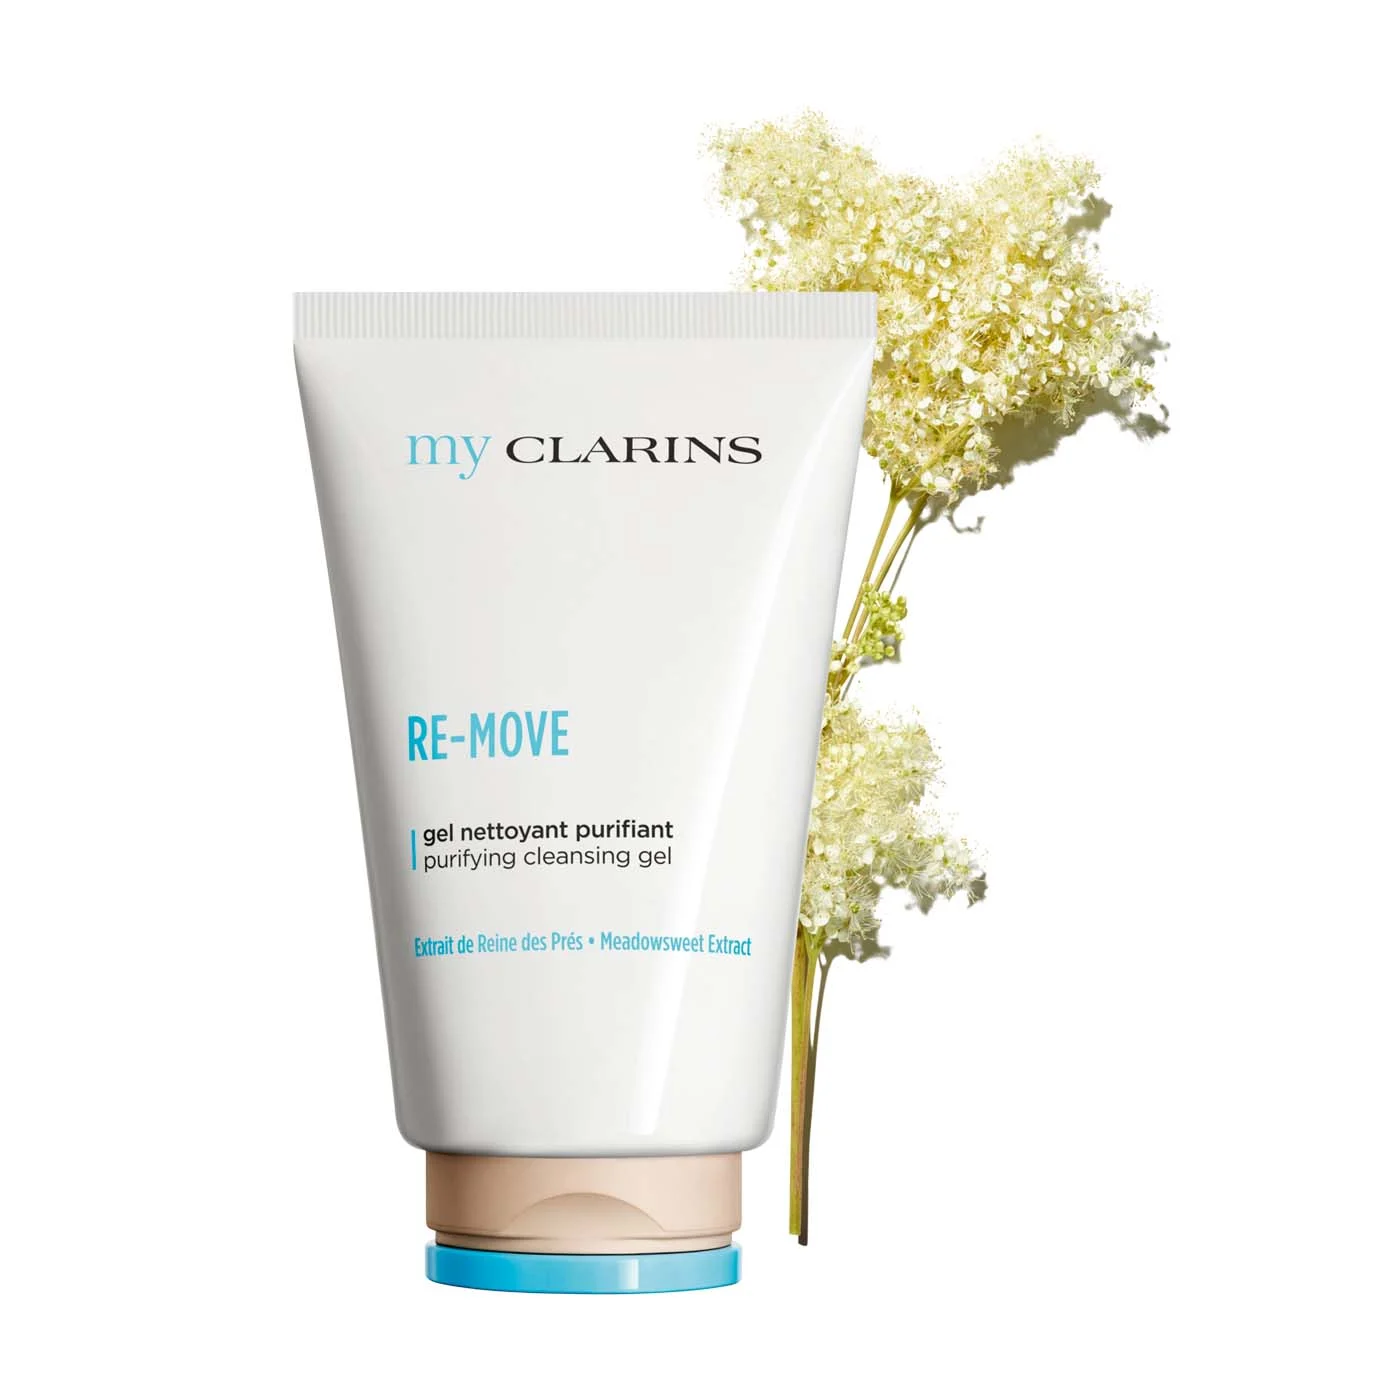 my CLARINS
RE-MOVE
gel nettoyant purifiant
purifying cleansing gel
Extrait de Reine des Prés • Meadowsweet Extract